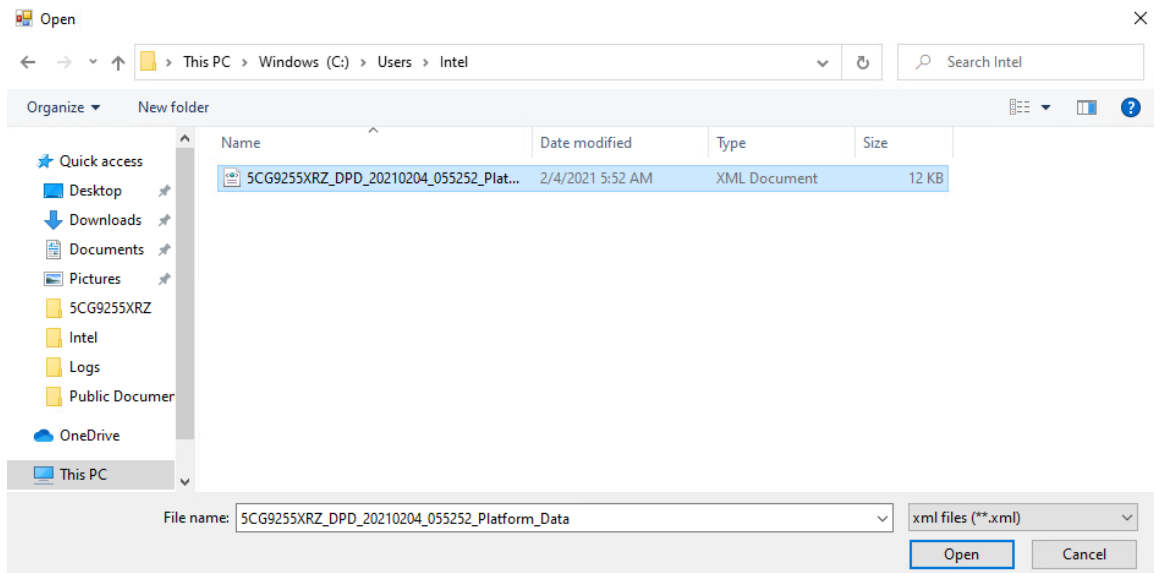 Open
This PC > Windows (C:) > Users > Intel
Search Intel
Organize
New folder
Name
Date modified
Type
Size
Quick access
Desktop
Downloads
Documents
Pictures
5CG9255XRZ
Intel
Logs
Public Documer
OneDrive
This PC
5CG9255XRZ_DPD_20210204_055252_Plat... 2/4/2021 5:52 AM XML Document 12 KB
File name: 5CG9255XRZ_DPD_20210204_055252_Platform_Data
xml files (**.xml)
Open
Cancel